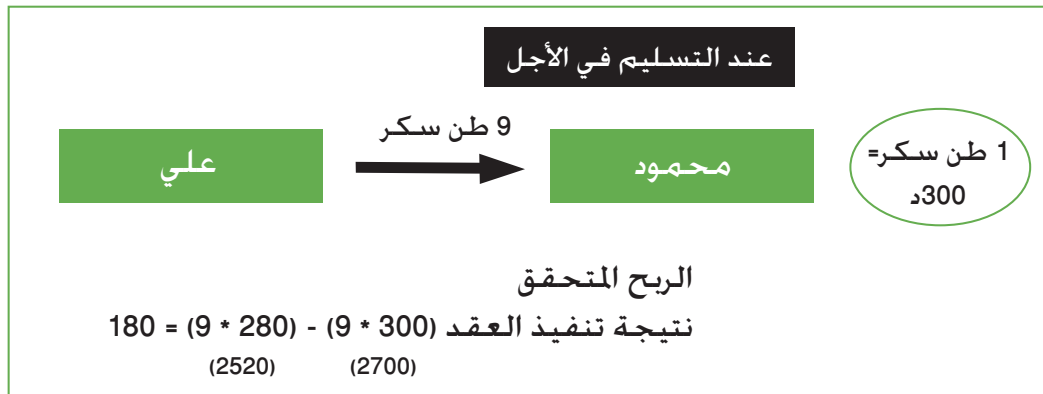 عند التسليم في الأجل
1 طن سكر=
300د
محمود
9 طن سكر
علي
الربح المتحقق
نتيجة تنفيذ العقد (300 * 9) - (280 * 9) = 180
(2700) (2520)